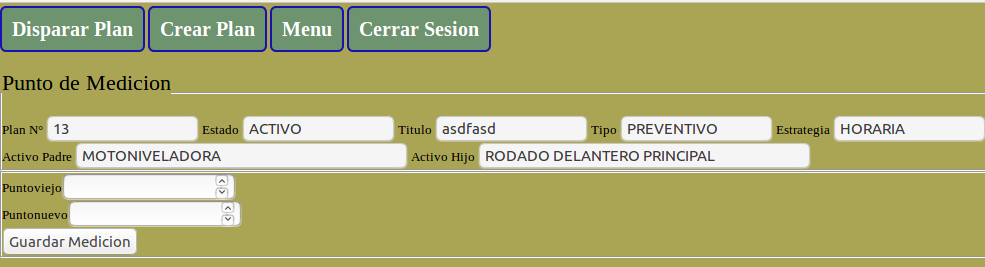 Disparar Plan Crear Plan Menu Cerrar Sesion
Punto de Medicion
Plan N° 13 Estado ACTIVO Titulo asdfasd Tipo PREVENTIVO Estrategia HORARIA
Activo Padre MOTONIVELADORA Activo Hijo RODADO DELANTERO PRINCIPAL
Puntoviejo
Puntonuevo
Guardar Medicion